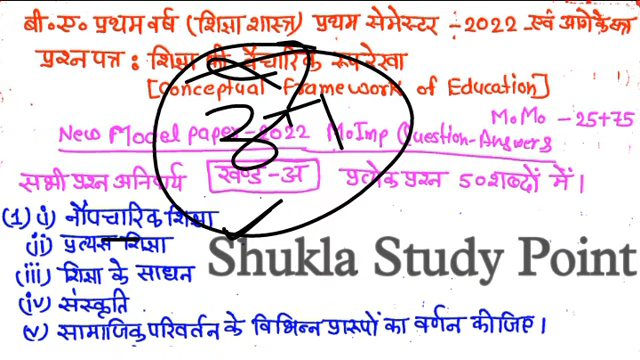 बी०ए० प्रथम वर्ष (शिक्षा शास्त्र) प्रथम सेमेस्टर -2022 एवं आगे के लिए
प्रश्न पत्र : शिक्षा की वैचारिक रूपरेखा
[Conceptual Framework of Education]
M.M. - 25+75
New Model paper-2022 M.Imp Question-Answers
सभी प्रश्न अनिवार्य खण्ड-अ प्रत्येक प्रश्न 50 शब्दों में।
(1) (i) नौपचारिक शिक्षा
(ii) प्रत्यक्ष शिक्षा
(iii) शिक्षा के साधन
(iv) संस्कृति
(v) सामाजिक परिवर्तन के विभिन्न प्रारूपों का वर्णन कीजिए।
Shukla Study Point